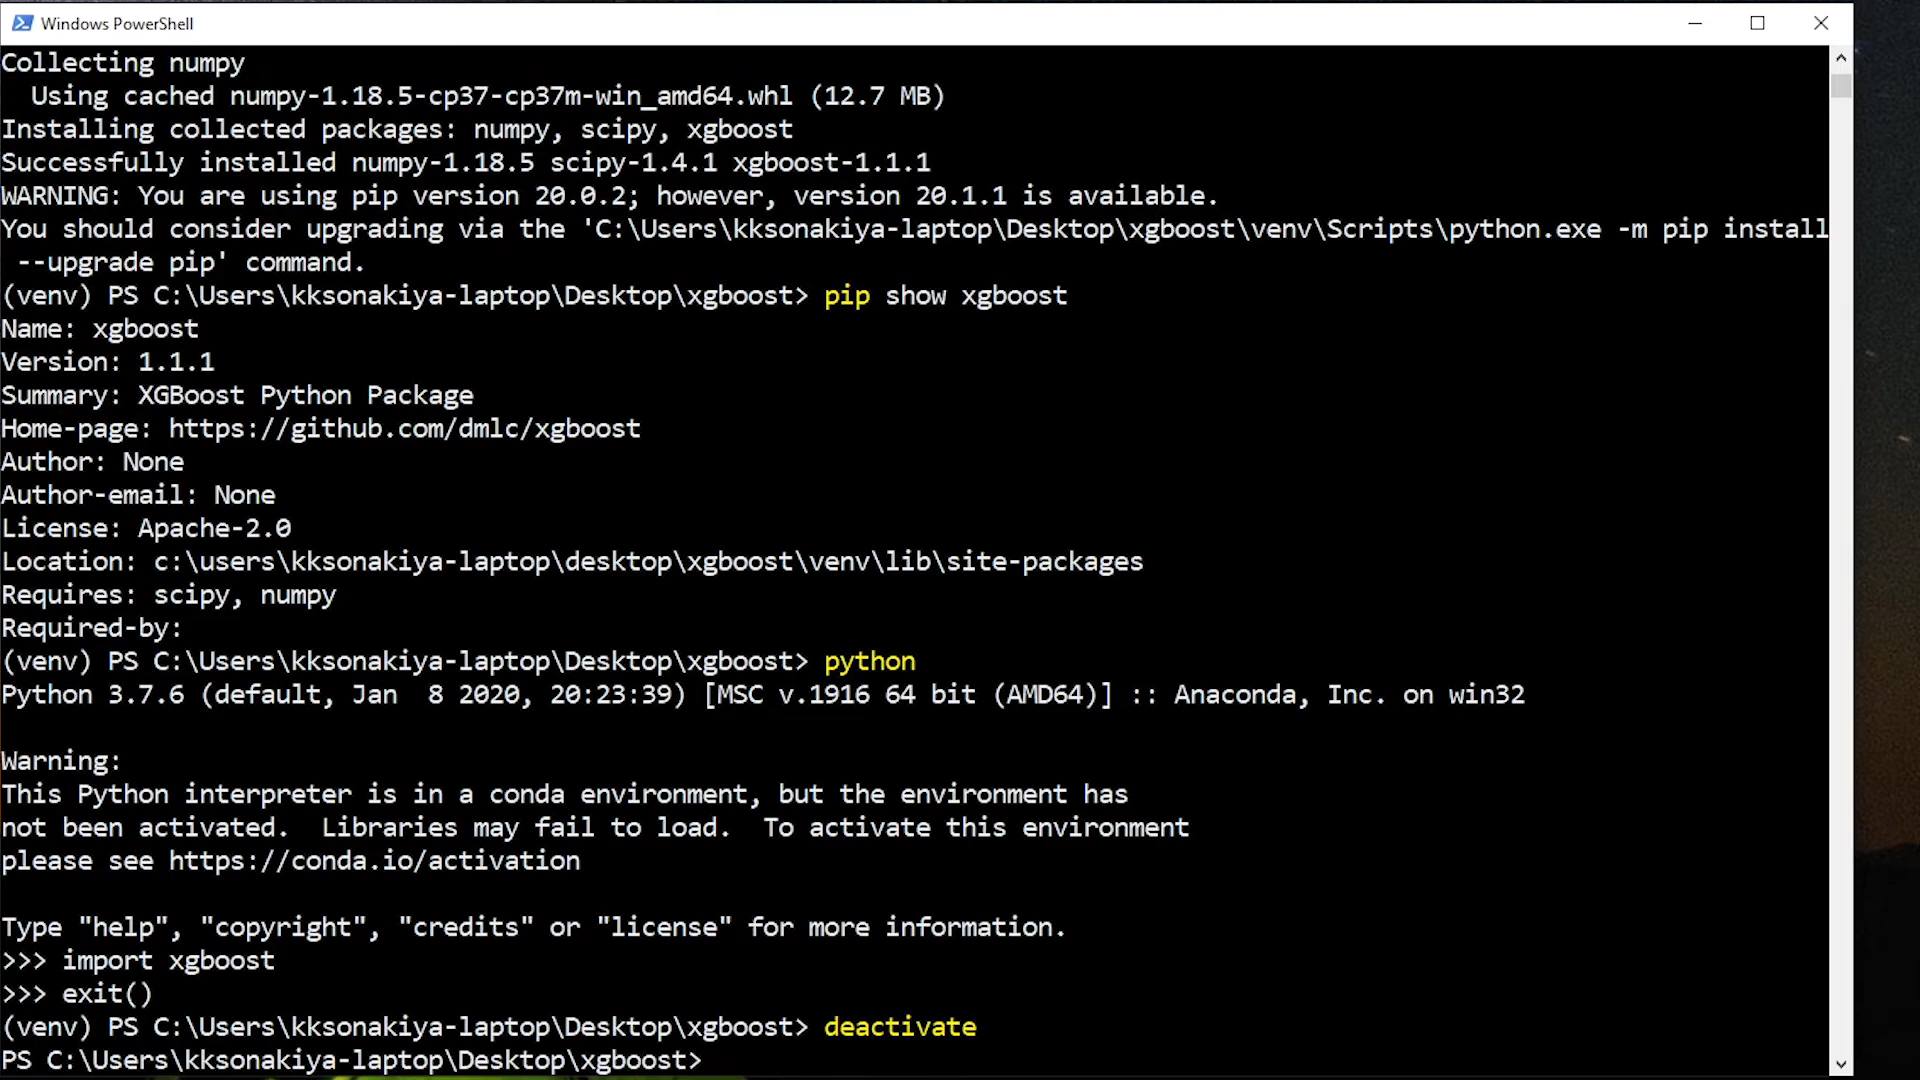 Windows PowerShell
Collecting numpy
  Using cached numpy-1.18.5-cp37-cp37m-win_amd64.whl (12.7 MB)
Installing collected packages: numpy, scipy, xgboost
Successfully installed numpy-1.18.5 scipy-1.4.1 xgboost-1.1.1
WARNING: You are using pip version 20.0.2; however, version 20.1.1 is available.
You should consider upgrading via the 'C:\Users\kksonakiya-laptop\Desktop\xgboost\venv\Scripts\python.exe -m pip install
 --upgrade pip' command.
(venv) PS C:\Users\kksonakiya-laptop\Desktop\xgboost> pip show xgboost
Name: xgboost
Version: 1.1.1
Summary: XGBoost Python Package
Home-page: https://github.com/dmlc/xgboost
Author: None
Author-email: None
License: Apache-2.0
Location: c:\users\kksonakiya-laptop\desktop\xgboost\venv\lib\site-packages
Requires: scipy, numpy
Required-by:
(venv) PS C:\Users\kksonakiya-laptop\Desktop\xgboost> python
Python 3.7.6 (default, Jan  8 2020, 20:23:39) [MSC v.1916 64 bit (AMD64)] :: Anaconda, Inc. on win32
Warning:
This Python interpreter is in a conda environment, but the environment has
not been activated.  Libraries may fail to load.  To activate this environment
please see https://conda.io/activation
Type "help", "copyright", "credits" or "license" for more information.
>>> import xgboost
>>> exit()
(venv) PS C:\Users\kksonakiya-laptop\Desktop\xgboost> deactivate
PS C:\Users\kksonakiya-laptop\Desktop\xgboost>